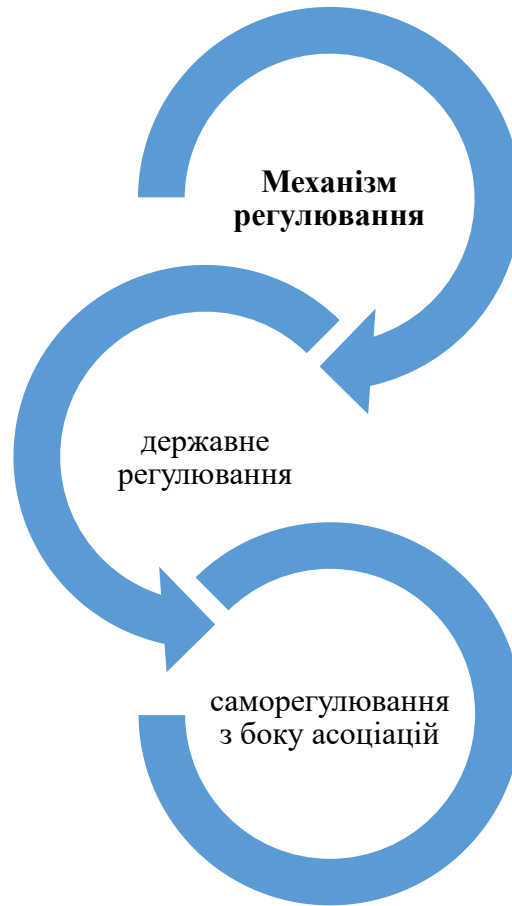 Механізм
регулювання
державне
регулювання
саморегулювання
з боку асоціацій